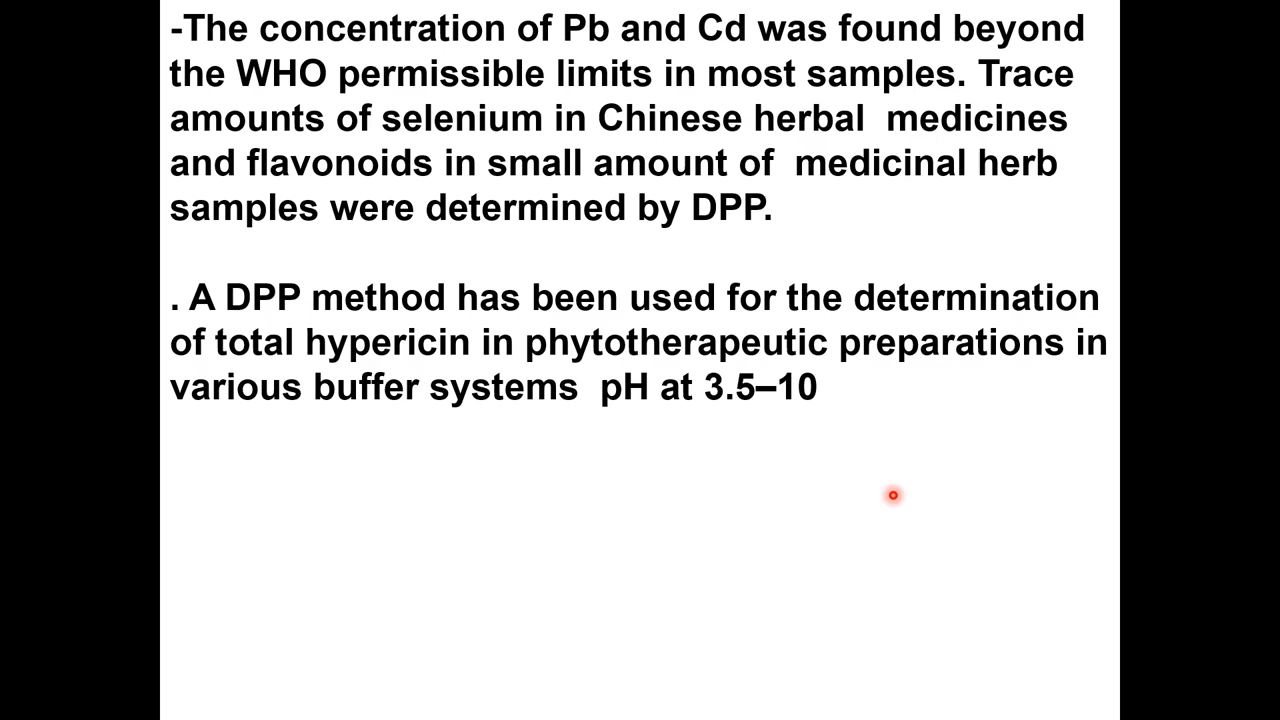 -The concentration of Pb and Cd was found beyond
the WHO permissible limits in most samples. Trace
amounts of selenium in Chinese herbal  medicines
and flavonoids in small amount of  medicinal herb
samples were determined by DPP.
. A DPP method has been used for the determination
of total hypericin in phytotherapeutic preparations in
various buffer systems  pH at 3.5–10